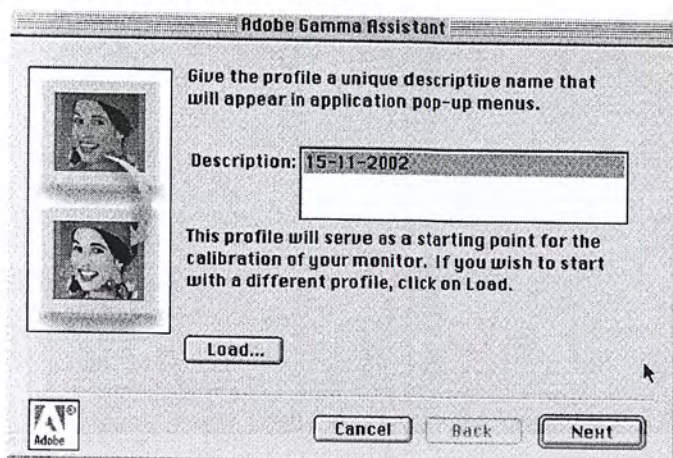 Adobe Gamma Assistant
Give the profile a unique descriptive name that
will appear in application pop-up menus.
Description: 15-11-2002
This profile will serve as a starting point for the
calibration of your monitor. If you wish to start
with a different profile, click on Load.
Load...
Adobe
Cancel
Back
Next